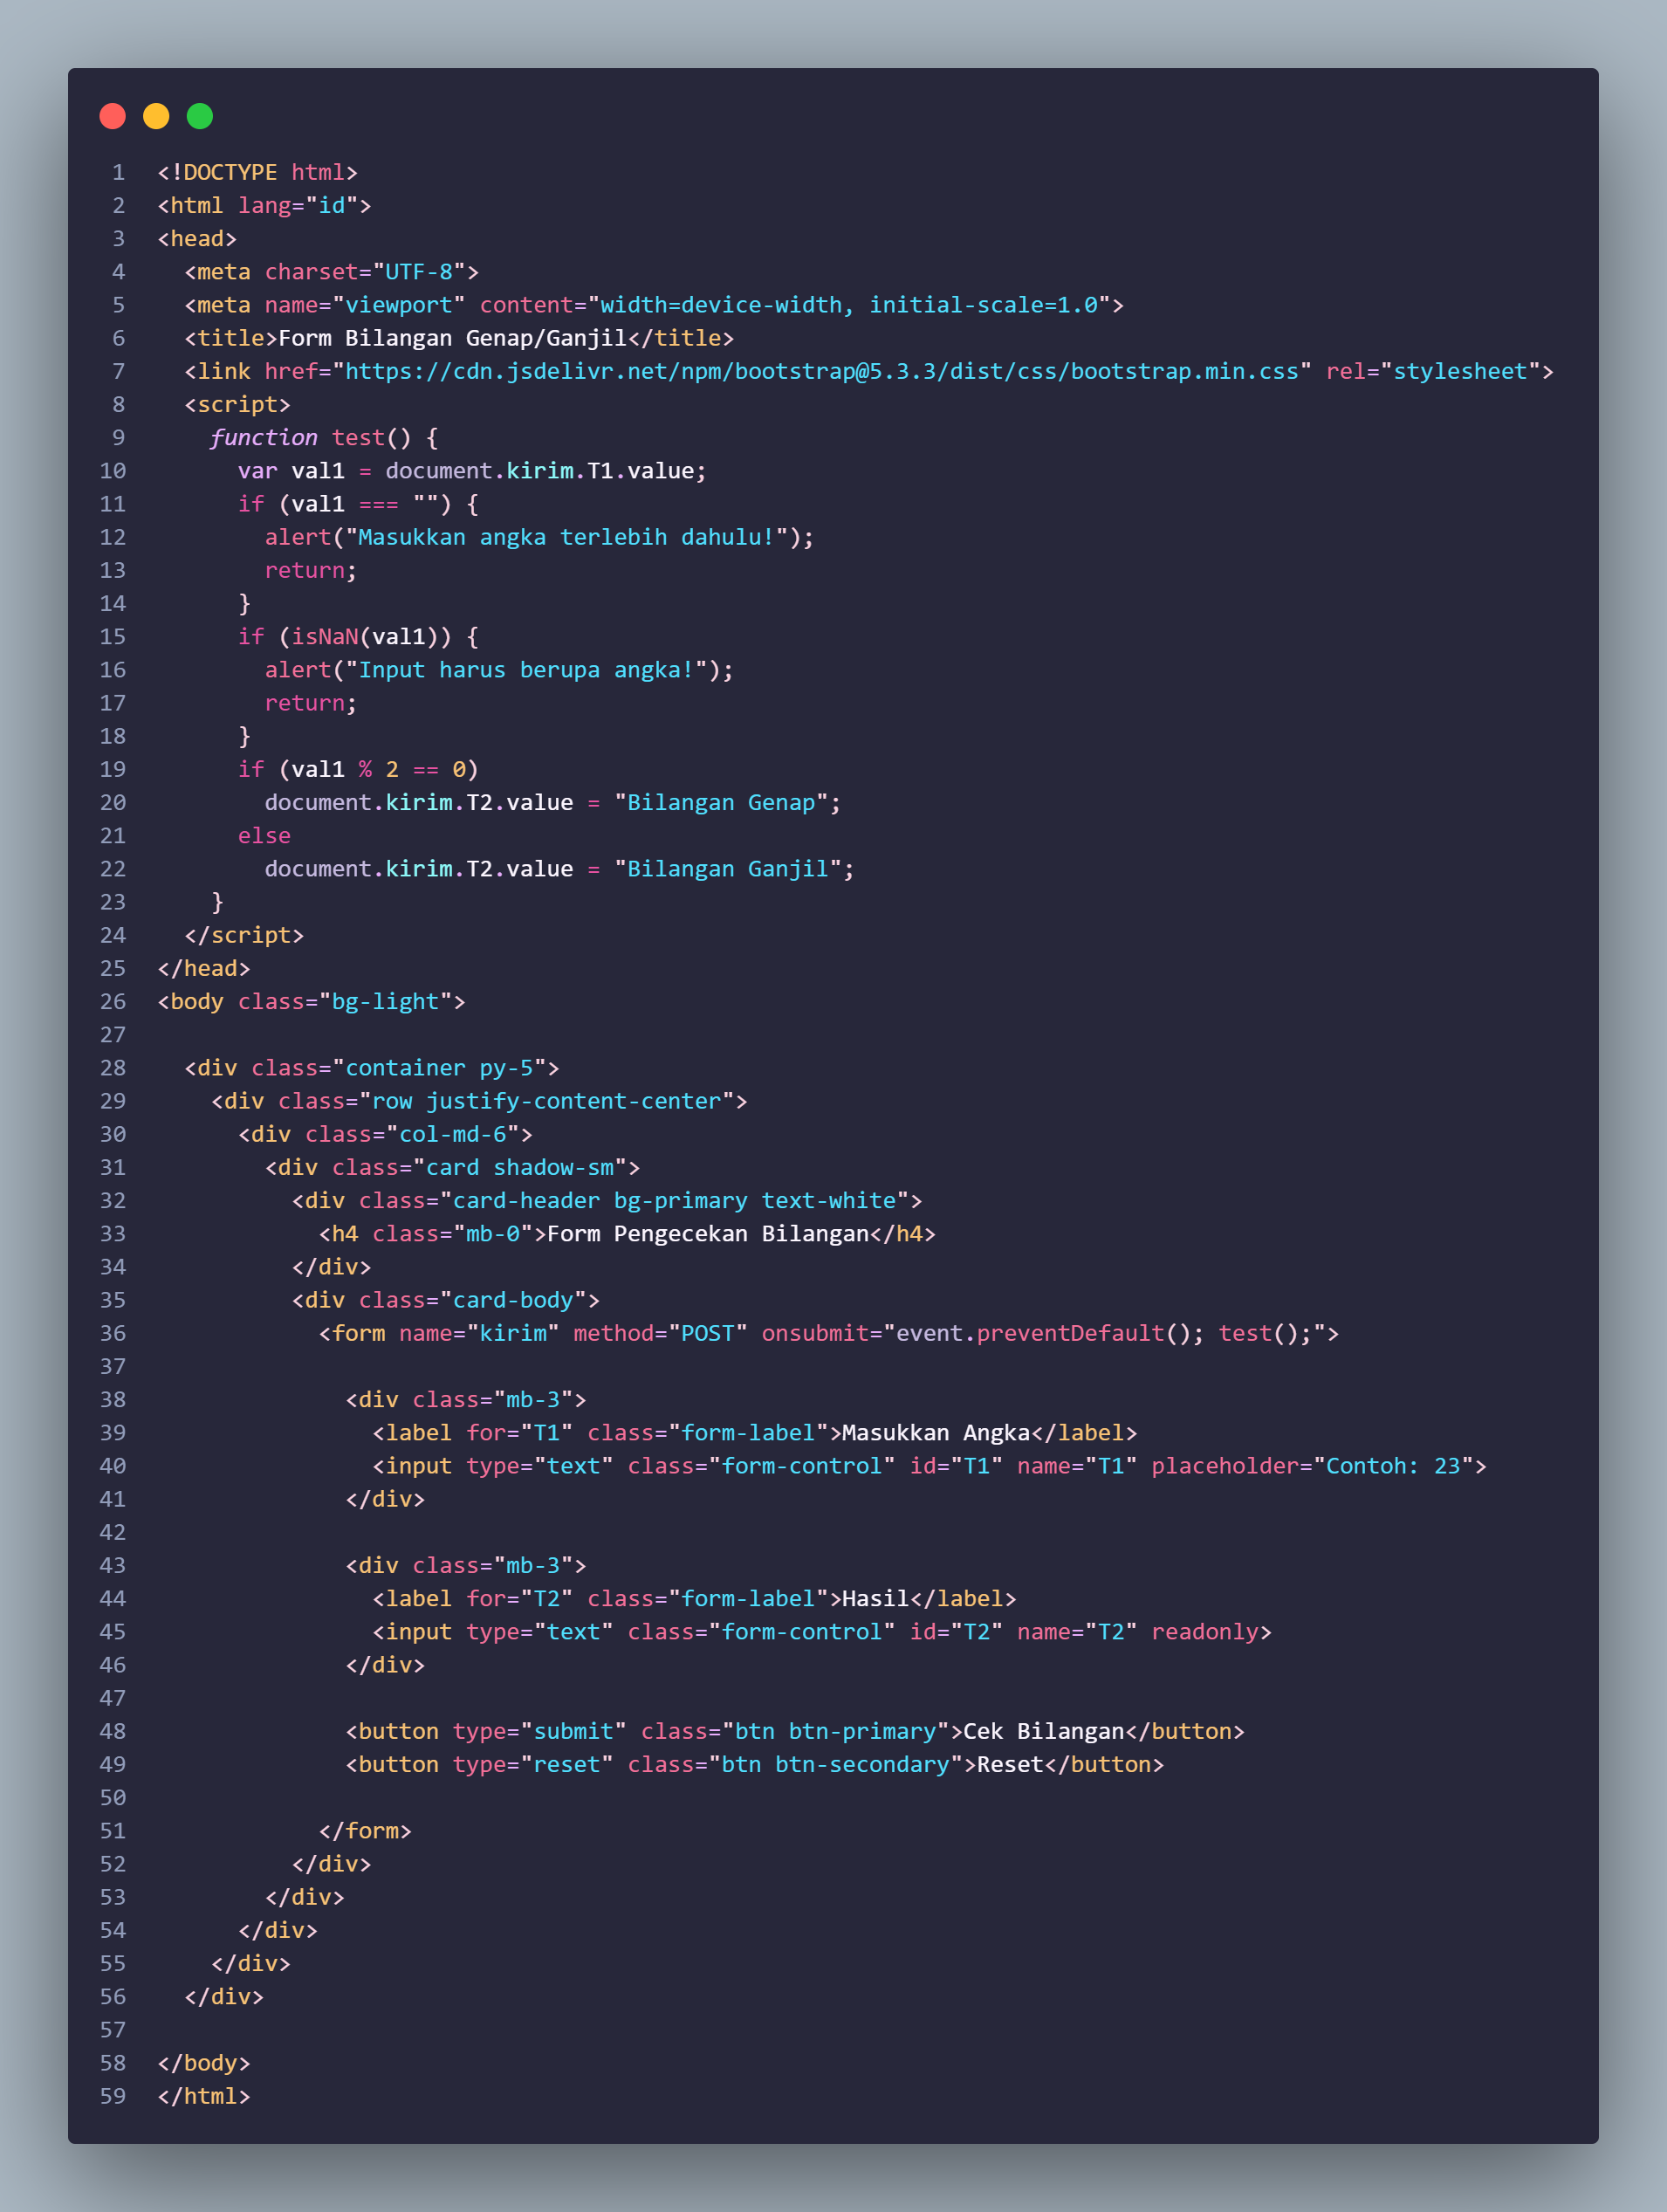 1 <!DOCTYPE html>
2 <html lang="id">
3 <head>
4   <meta charset="UTF-8">
5   <meta name="viewport" content="width=device-width, initial-scale=1.0">
6   <title>Form Bilangan Genap/Ganjil</title>
7   <link href="https://cdn.jsdelivr.net/npm/bootstrap@5.3.3/dist/css/bootstrap.min.css" rel="stylesheet">
8   <script>
9     function test() {
10       var val1 = document.kirim.T1.value;
11       if (val1 === "") {
12         alert("Masukkan angka terlebih dahulu!");
13         return;
14       }
15       if (isNaN(val1)) {
16         alert("Input harus berupa angka!");
17         return;
18       }
19       if (val1 % 2 == 0)
20         document.kirim.T2.value = "Bilangan Genap";
21       else
22         document.kirim.T2.value = "Bilangan Ganjil";
23     }
24   </script>
25 </head>
26 <body class="bg-light">
27
28   <div class="container py-5">
29     <div class="row justify-content-center">
30       <div class="col-md-6">
31         <div class="card shadow-sm">
32           <div class="card-header bg-primary text-white">
33             <h4 class="mb-0">Form Pengecekan Bilangan</h4>
34           </div>
35           <div class="card-body">
36             <form name="kirim" method="POST" onsubmit="event.preventDefault(); test();">
37
38               <div class="mb-3">
39                 <label for="T1" class="form-label">Masukkan Angka</label>
40                 <input type="text" class="form-control" id="T1" name="T1" placeholder="Contoh: 23">
41               </div>
42
43               <div class="mb-3">
44                 <label for="T2" class="form-label">Hasil</label>
45                 <input type="text" class="form-control" id="T2" name="T2" readonly>
46               </div>
47
48               <button type="submit" class="btn btn-primary">Cek Bilangan</button>
49               <button type="reset" class="btn btn-secondary">Reset</button>
50
51             </form>
52           </div>
53         </div>
54       </div>
55     </div>
56   </div>
57
58 </body>
59 </html>